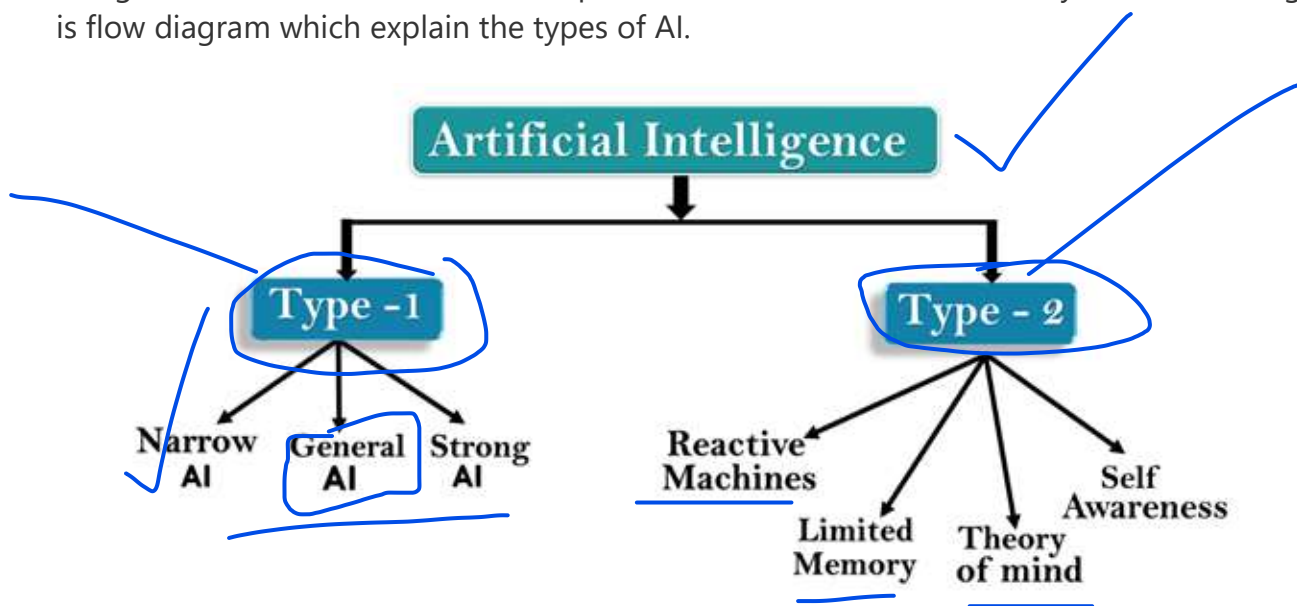 is flow diagram which explain the types of AI.
Artificial Intelligence
Type -1
Type - 2
Narrow
AI
General
AI
Strong
AI
Reactive
Machines
Limited
Memory
Theory
of mind
Self
Awareness